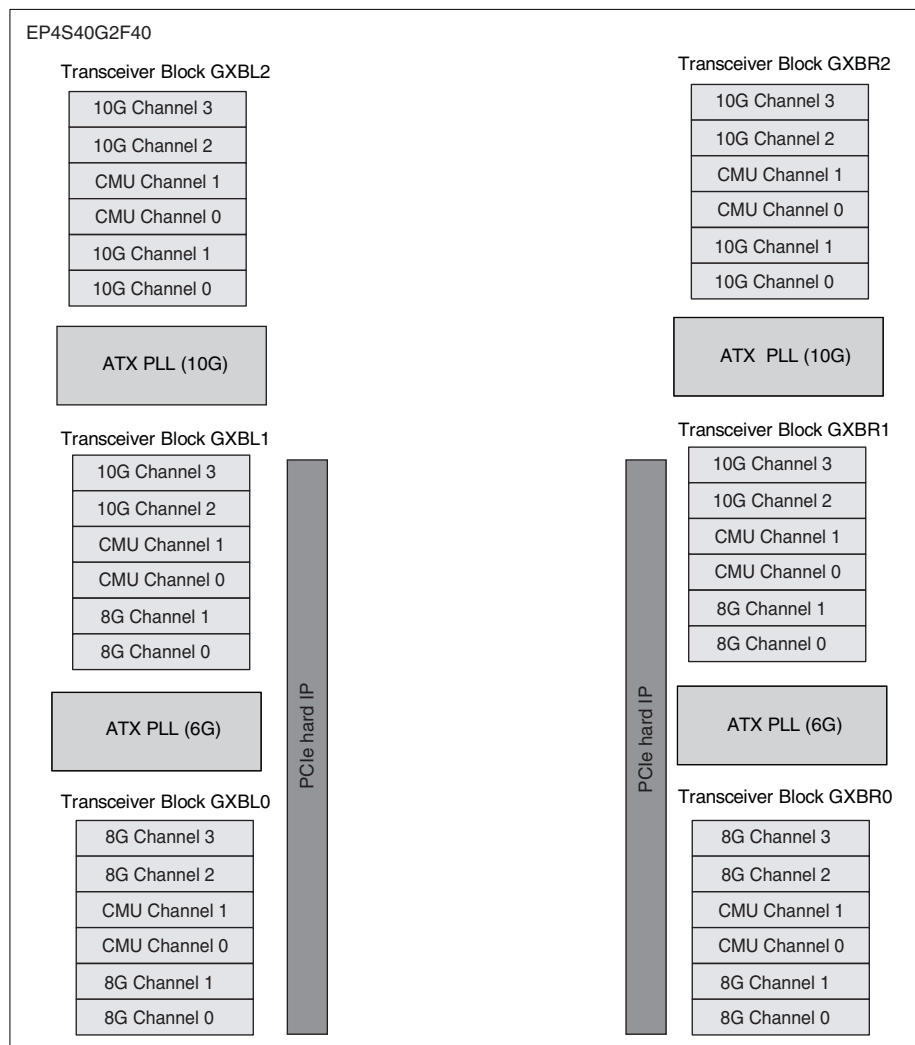 EP4S40G2F40
Transceiver Block GXBL2
10G Channel 3
10G Channel 2
CMU Channel 1
CMU Channel 0
10G Channel 1
10G Channel 0
ATX PLL (10G)
Transceiver Block GXBL1
10G Channel 3
10G Channel 2
CMU Channel 1
CMU Channel 0
8G Channel 1
8G Channel 0
ATX PLL (6G)
Transceiver Block GXBL0
8G Channel 3
8G Channel 2
CMU Channel 1
CMU Channel 0
8G Channel 1
8G Channel 0
PCIe hard IP
PCIe hard IP
Transceiver Block GXBR2
10G Channel 3
10G Channel 2
CMU Channel 1
CMU Channel 0
10G Channel 1
10G Channel 0
ATX PLL (10G)
Transceiver Block GXBR1
10G Channel 3
10G Channel 2
CMU Channel 1
CMU Channel 0
8G Channel 1
8G Channel 0
ATX PLL (6G)
Transceiver Block GXBR0
8G Channel 3
8G Channel 2
CMU Channel 1
CMU Channel 0
8G Channel 1
8G Channel 0